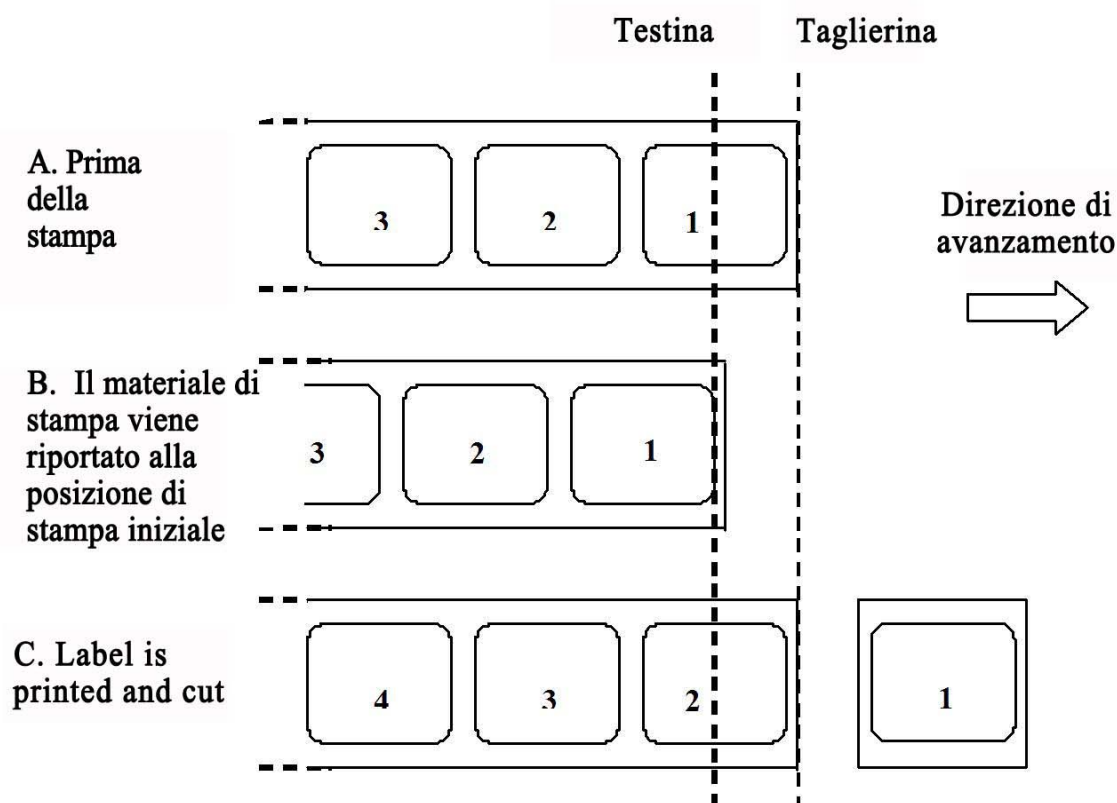 Testina
Taglierina
A. Prima
della
stampa
3
2
1
Direzione di
avanzamento
B. Il materiale di
stampa viene
riportato alla
posizione di
stampa iniziale
3
2
1
C. Label is
printed and cut
4
3
2
1